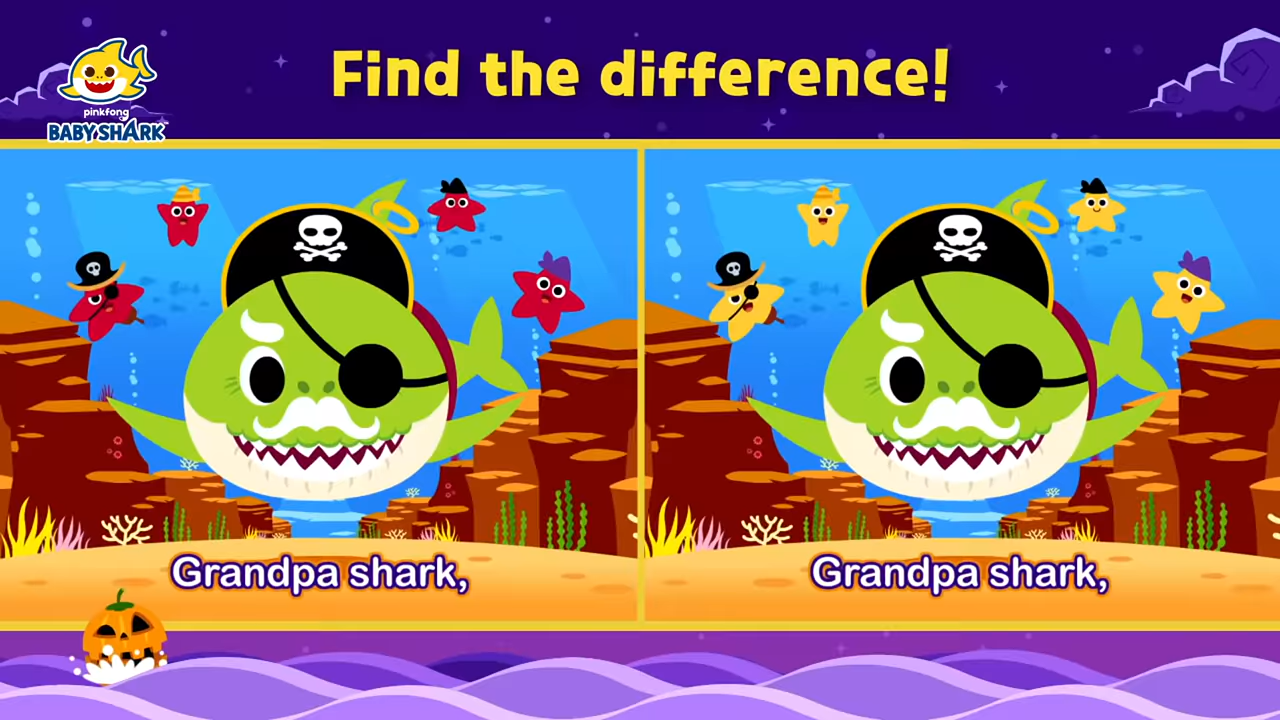 Find the difference!
pinkfong
BABY SHARK
Grandpa shark,
Grandpa shark,